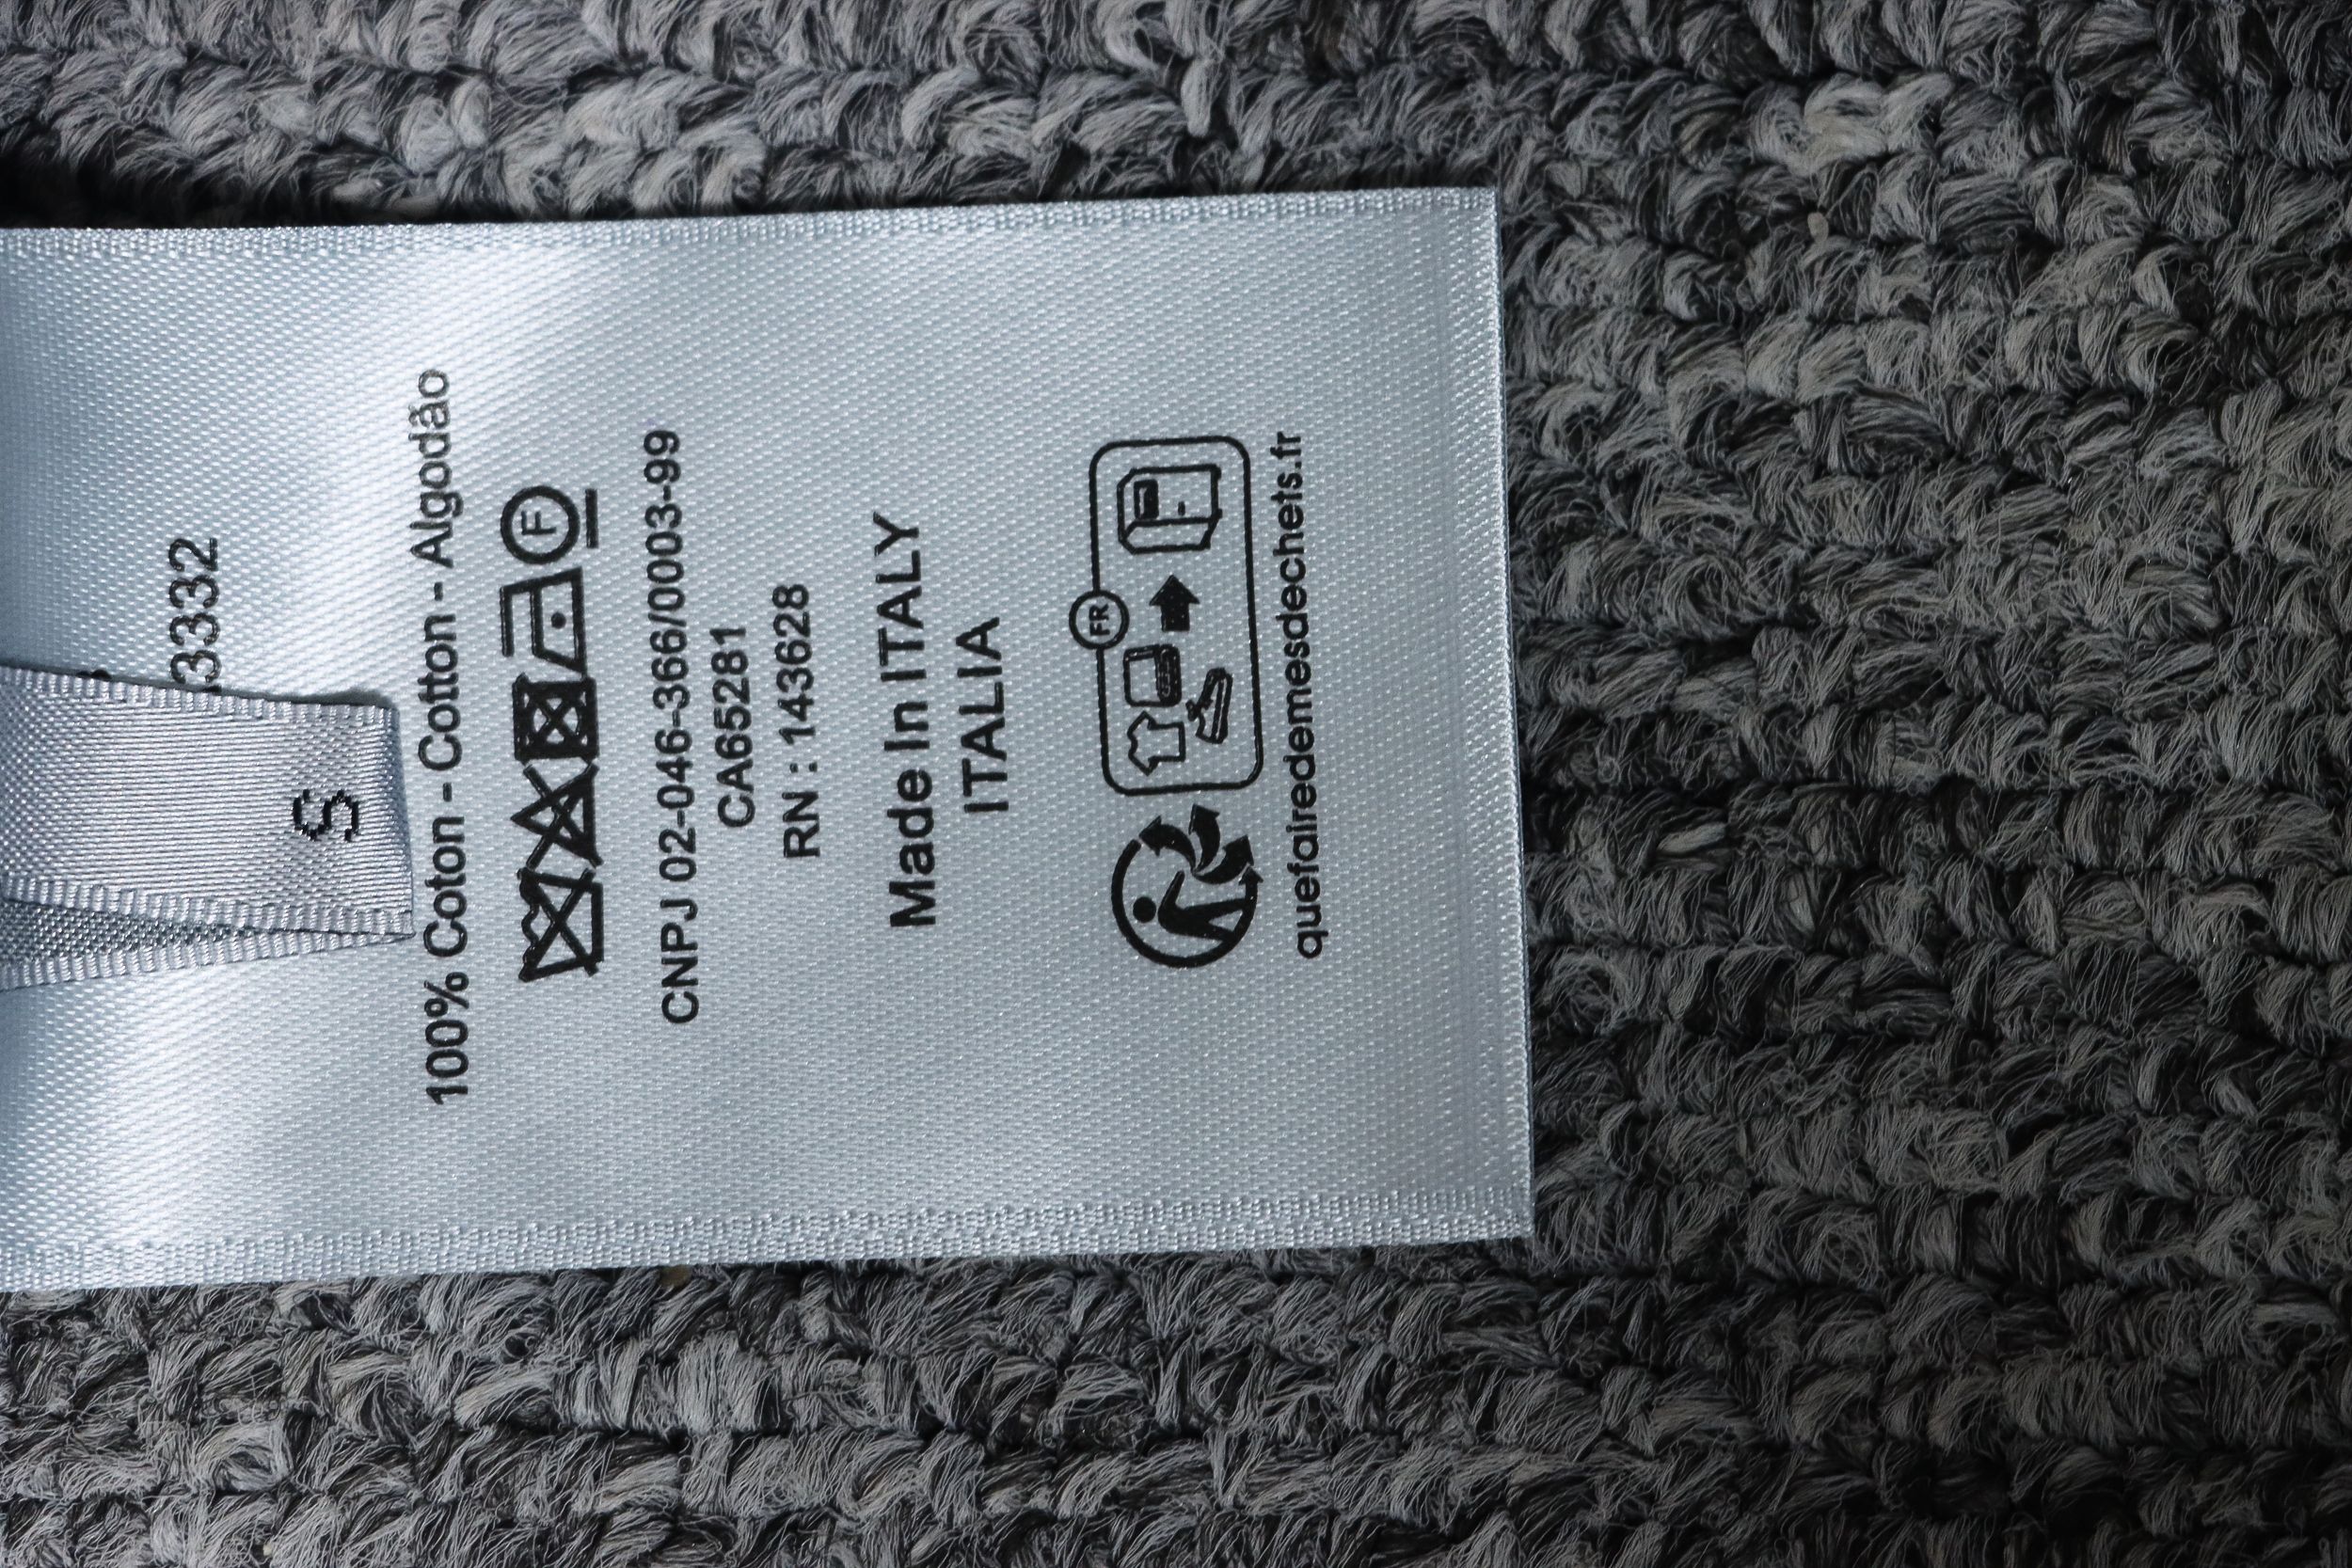 3332
S
100% Coton - Cotton - Algodão
F
CNPJ 02-046-366/0003-99
CA65281
RN : 143628
Made In ITALY
ITALIA
FR
quefairedemesdechets.fr